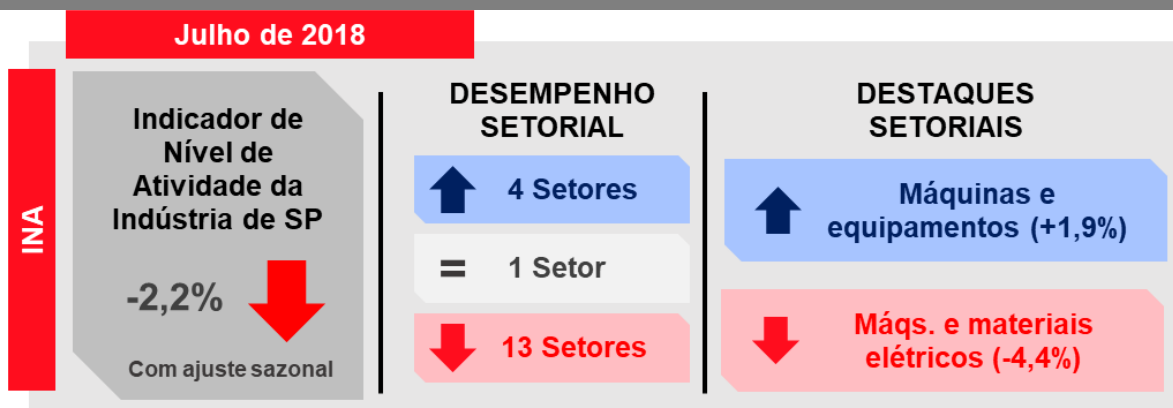 Julho de 2018
INA
Indicador de
Nível de
Atividade da
Indústria de SP
-2,2%
Com ajuste sazonal
DESEMPENHO
SETORIAL
4 Setores
= 1 Setor
13 Setores
DESTAQUES
SETORIAIS
Máquinas e
equipamentos (+1,9%)
Máqs. e materiais
elétricos (-4,4%)